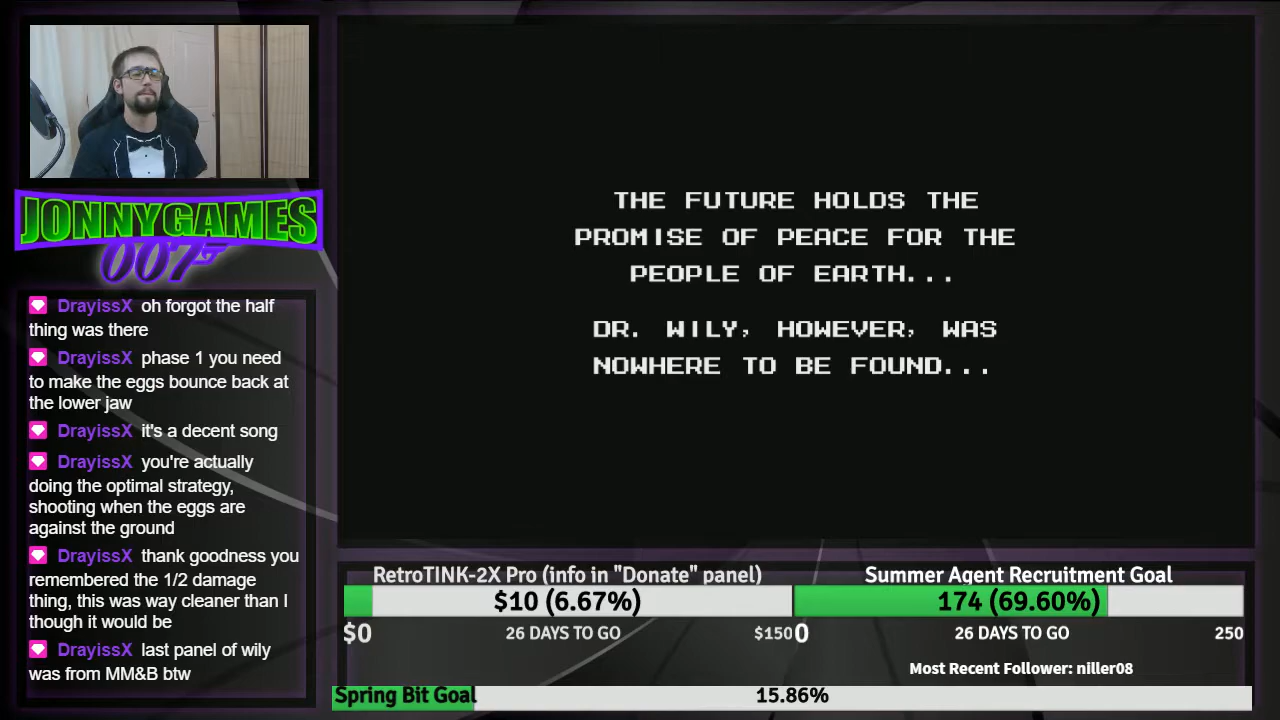 THE FUTURE HOLDS THE
PROMISE OF PEACE FOR THE
PEOPLE OF EARTH...
DR. WILY, HOWEVER, WAS
NOWHERE TO BE FOUND...
JONNYGAMES
007
DrayissX oh forgot the half
thing was there
DrayissX phase 1 you need
to make the eggs bounce back at
the lower jaw
DrayissX it's a decent song
DrayissX you're actually
doing the optimal strategy,
shooting when the eggs are
against the ground
DrayissX thank goodness you
remembered the 1/2 damage
thing, this was way cleaner than I
though it would be
DrayissX last panel of wily
was from MM&B btw
RetroTINK-2X Pro (info in "Donate" panel)
$10 (6.67%)
$0 26 DAYS TO GO $150
Summer Agent Recruitment Goal
174 (69.60%)
0 26 DAYS TO GO 250
Most Recent Follower: niller08
Spring Bit Goal 15.86%